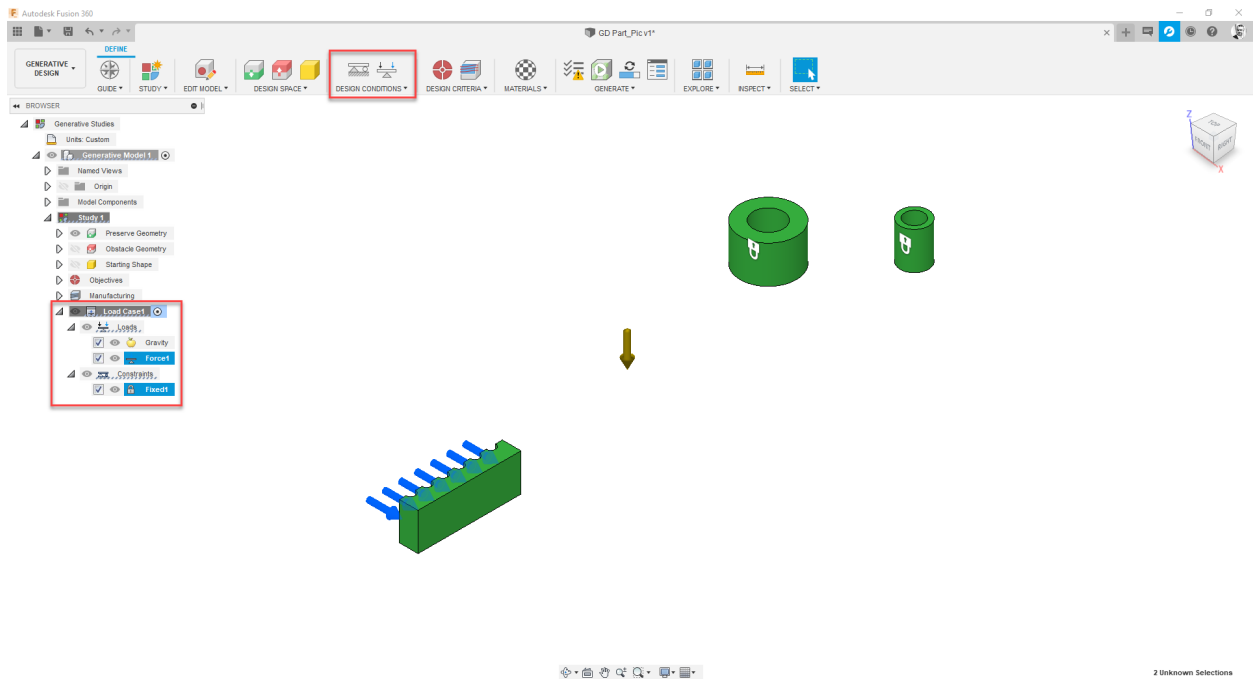 Autodesk Fusion 360
GD Part_Pic v1*
DEFINE
GENERATIVE DESIGN
GUIDE
STUDY
EDIT MODEL
DESIGN SPACE
DESIGN CONDITIONS
DESIGN CRITERIA
MATERIALS
GENERATE
EXPLORE
INSPECT
SELECT
BROWSER
Generative Studies
Units: Custom
Generative Model 1
Named Views
Origin
Model Components
Study 1
Preserve Geometry
Obstacle Geometry
Starting Shape
Objectives
Manufacturing
Load Case1
Loads
Gravity
Force1
Constraints
Fixed1
Z
TOP
FRONT
RIGHT
X
2 Unknown Selections